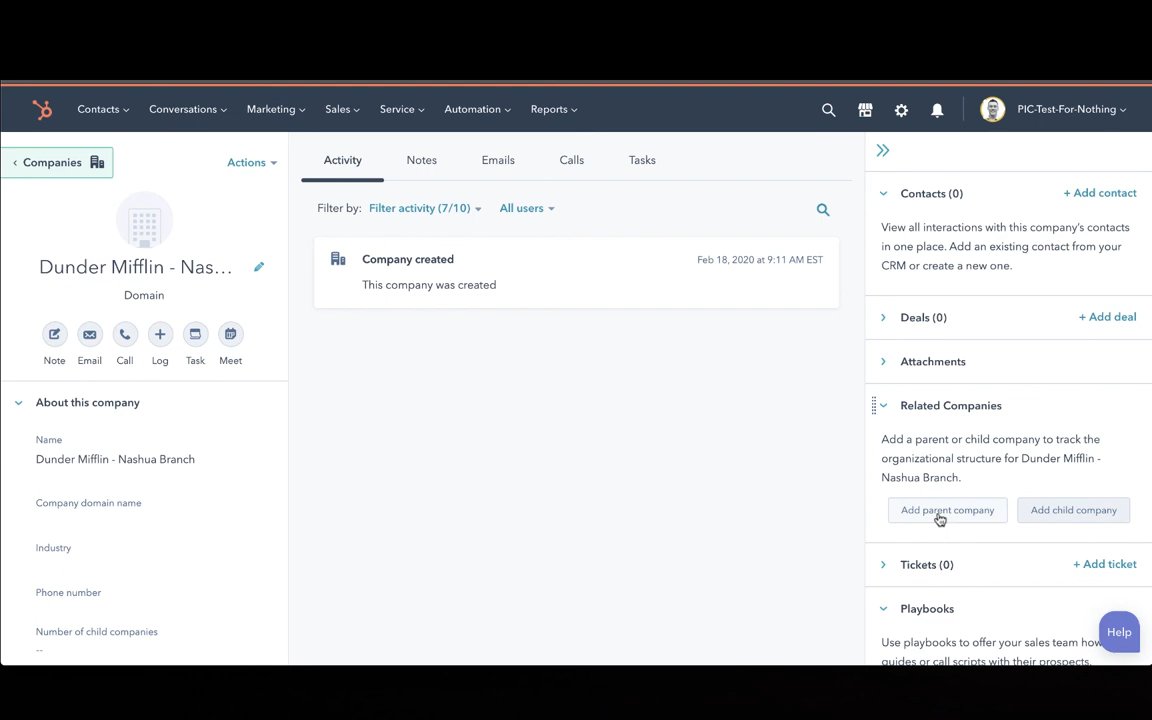 Contacts Conversations Marketing Sales Service Automation Reports PIC-Test-For-Nothing
Companies Actions
Dunder Mifflin - Nas...
Domain
Note Email Call Log Task Meet
About this company
Name
Dunder Mifflin - Nashua Branch
Company domain name
Industry
Phone number
Number of child companies
--
Activity Notes Emails Calls Tasks
Filter by: Filter activity (7/10) All users
Company created Feb 18, 2020 at 9:11 AM EST
This company was created
Contacts (0) + Add contact
View all interactions with this company's contacts
in one place. Add an existing contact from your
CRM or create a new one.
Deals (0) + Add deal
Attachments
Related Companies
Add a parent or child company to track the
organizational structure for Dunder Mifflin -
Nashua Branch.
Add parent company Add child company
Tickets (0) + Add ticket
Playbooks
Use playbooks to offer your sales team how
guides or call scripts with their prospects.
Help